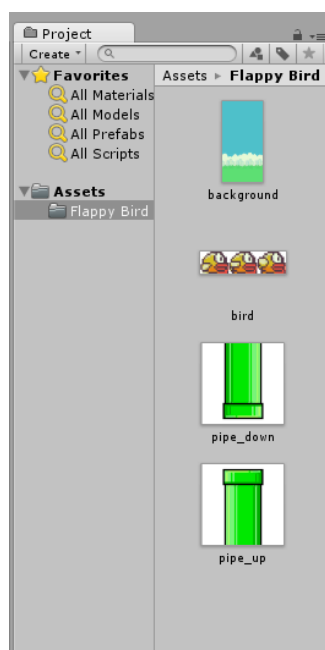 Project
Create
Favorites
All Materials
All Models
All Prefabs
All Scripts
Assets
Flappy Bird
Assets ▸ Flappy Bird
background
bird
pipe_down
pipe_up